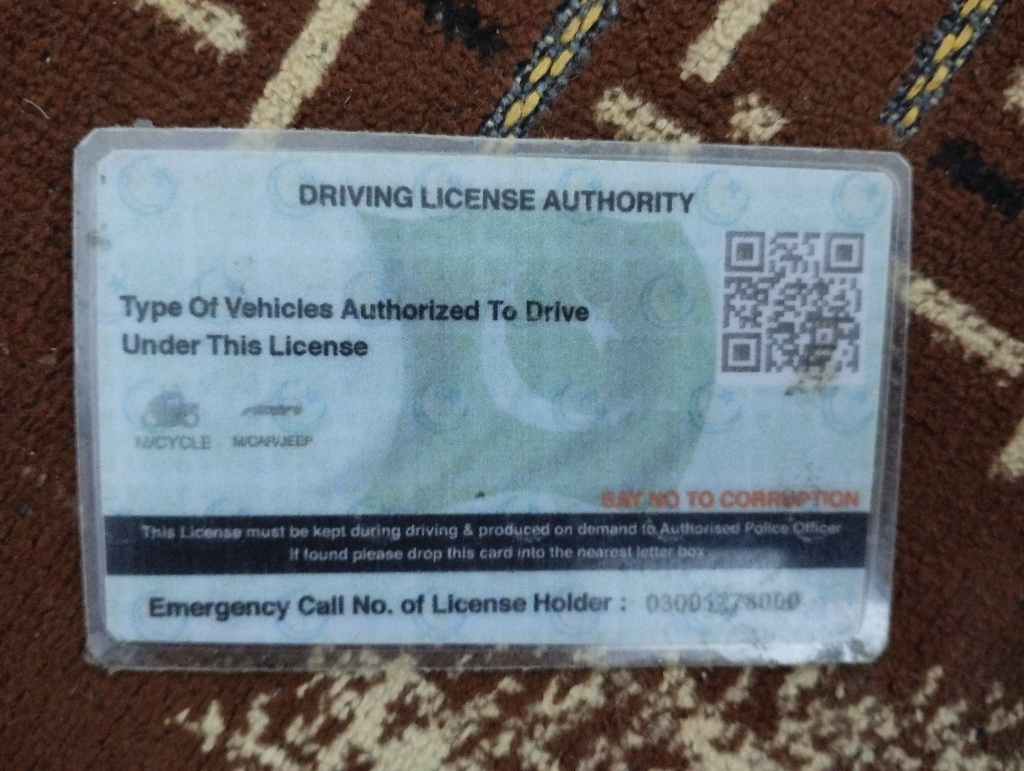 DRIVING LICENSE AUTHORITY
Type Of Vehicles Authorized To Drive
Under This License
M/CYCLE M/CAR/JEEP
SAY NO TO CORRUPTION
This License must be kept during driving & produced on demand to Authorised Police Officer
If found please drop this card into the nearest letter box
Emergency Call No. of License Holder :